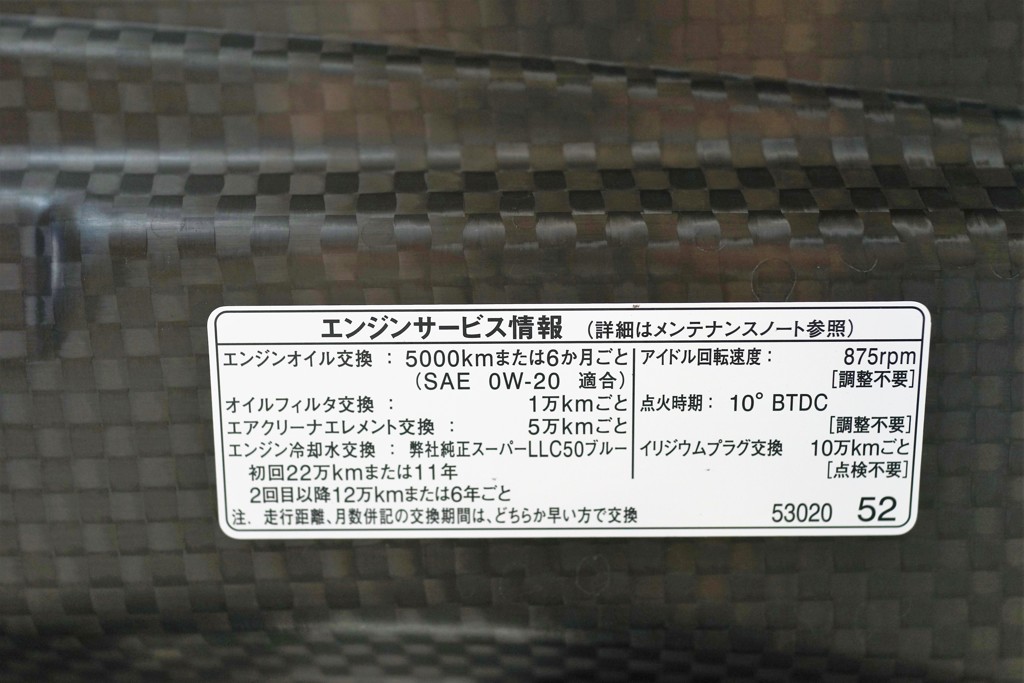 エンジンサービス情報 (詳細はメンテナンスノート参照)
エンジンオイル交換 : 5000kmまたは6か月ごと
(SAE 0W-20 適合)
オイルフィルタ交換 : 1万kmごと
エアクリーナエレメント交換 : 5万kmごと
エンジン冷却水交換 : 弊社純正スーパーLLC50ブルー
初回22万kmまたは11年
2回目以降12万kmまたは6年ごと
アイドル回転速度 : 875rpm
[調整不要]
点火時期 : 10° BTDC
[調整不要]
イリジウムプラグ交換 10万kmごと
[点検不要]
注. 走行距離、月数併記の交換期間は、どちらか早い方で交換
53020 52